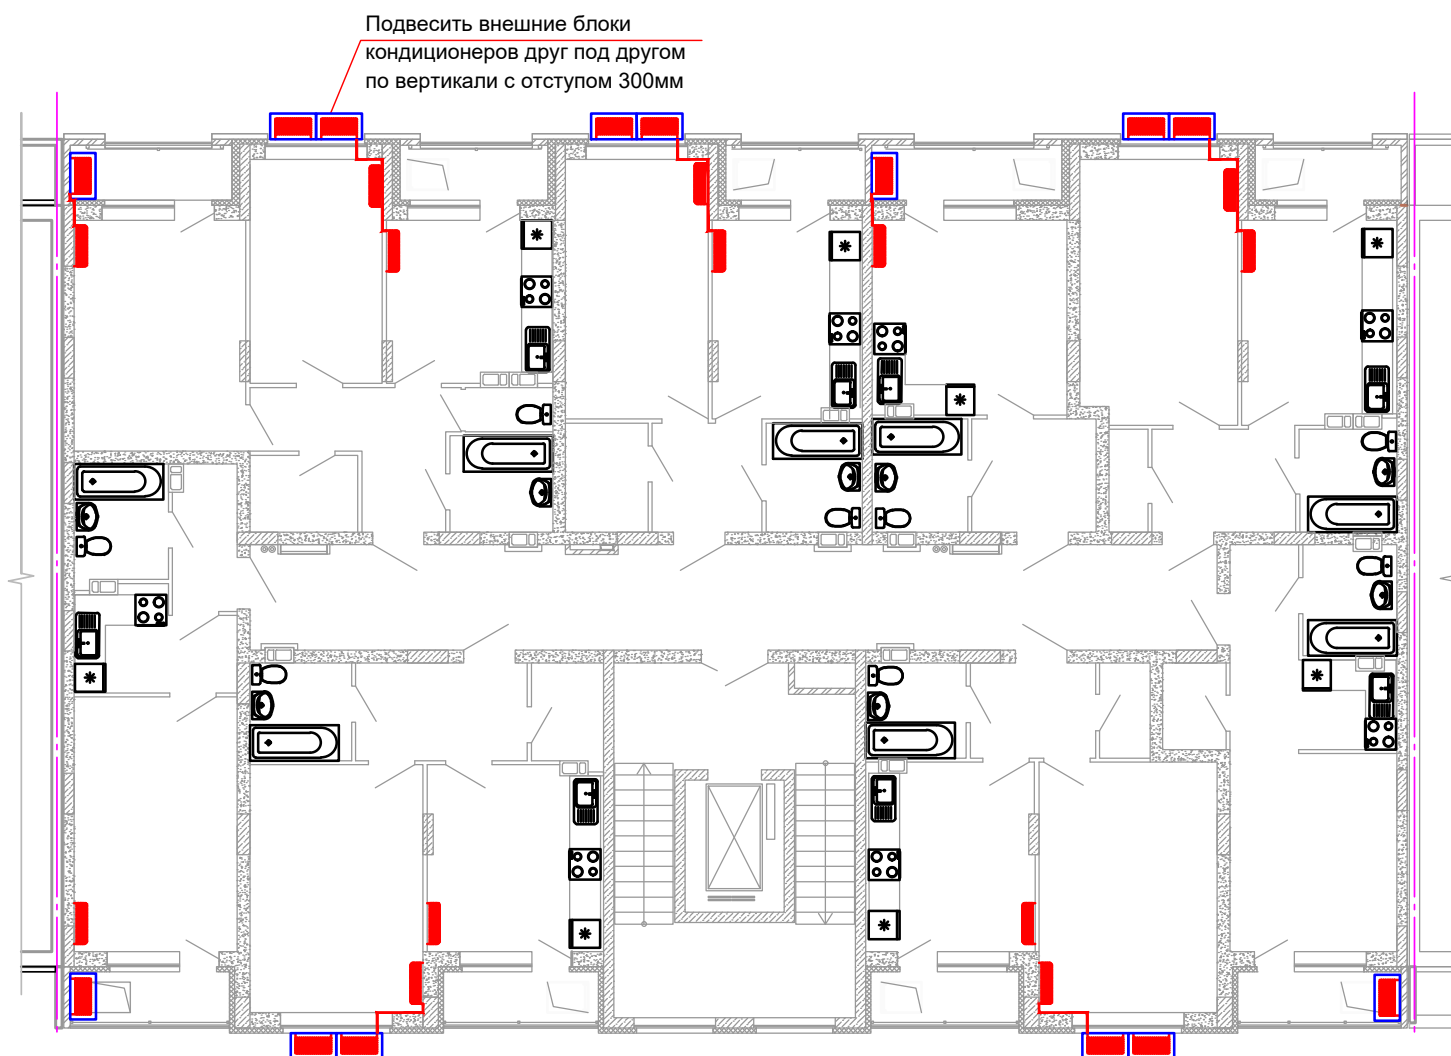 Подвесить внешние блоки
кондиционеров друг под другом
по вертикали с отступом 300мм